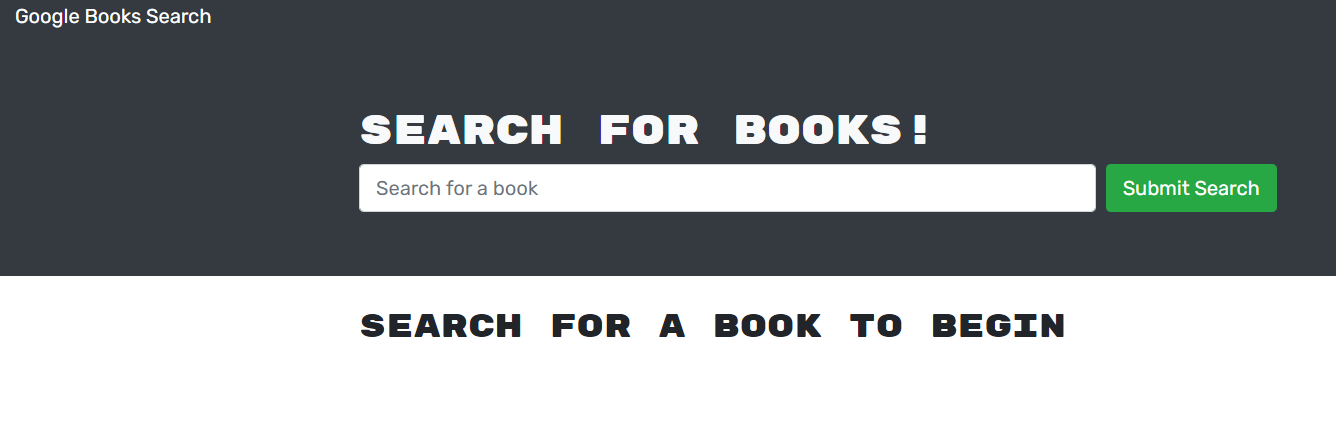 Google Books Search
SEARCH FOR BOOKS!
Search for a book
Submit Search
SEARCH FOR A BOOK TO BEGIN